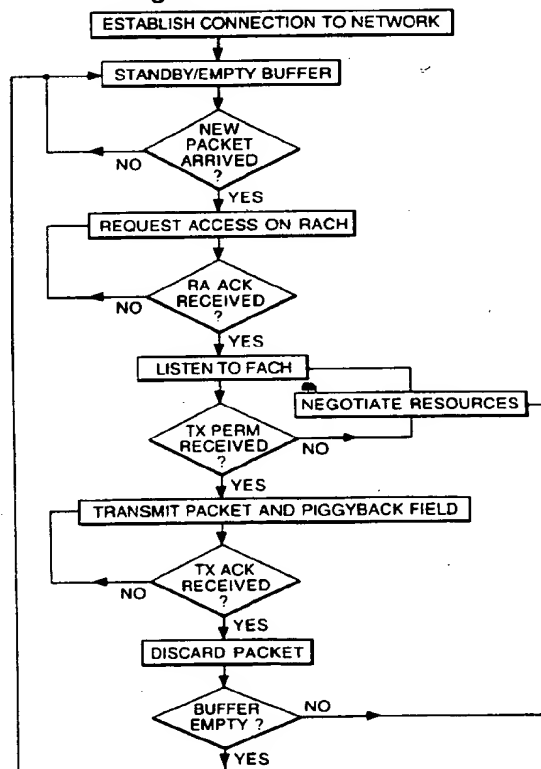 ESTABLISH CONNECTION TO NETWORK
STANDBY/EMPTY BUFFER
NEW
PACKET
ARRIVED
?
NO
YES
REQUEST ACCESS ON RACH
RA ACK
RECEIVED
?
NO
YES
LISTEN TO FACH
NEGOTIATE RESOURCES
TX PERM
RECEIVED
?
NO
YES
TRANSMIT PACKET AND PIGGYBACK FIELD
TX ACK
RECEIVED
?
NO
YES
DISCARD PACKET
BUFFER
EMPTY ?
NO
YES